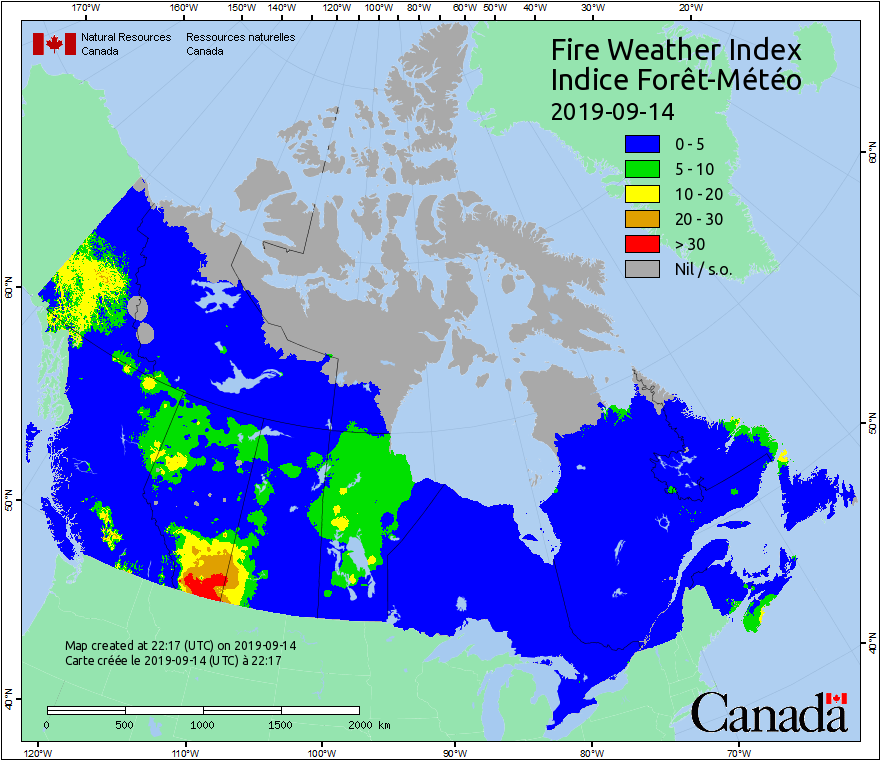 170°W 160°W 150°W 140°W 120°W 100°W 80°W 60°W 50°W 40°W 30°W 20°W
Natural Resources Ressources naturelles
Canada Canada
Fire Weather Index
Indice Forêt-Météo
2019-09-14
0 - 5
5 - 10
10 - 20
20 - 30
> 30
Nil / s.o.
60°N
60°N
50°N
50°N
40°N
40°N
Map created at 22:17 (UTC) on 2019-09-14
Carte créée le 2019-09-14 (UTC) à 22:17
0 500 1000 1500 2000 km
Canada
120°W 110°W 100°W 90°W 80°W 70°W